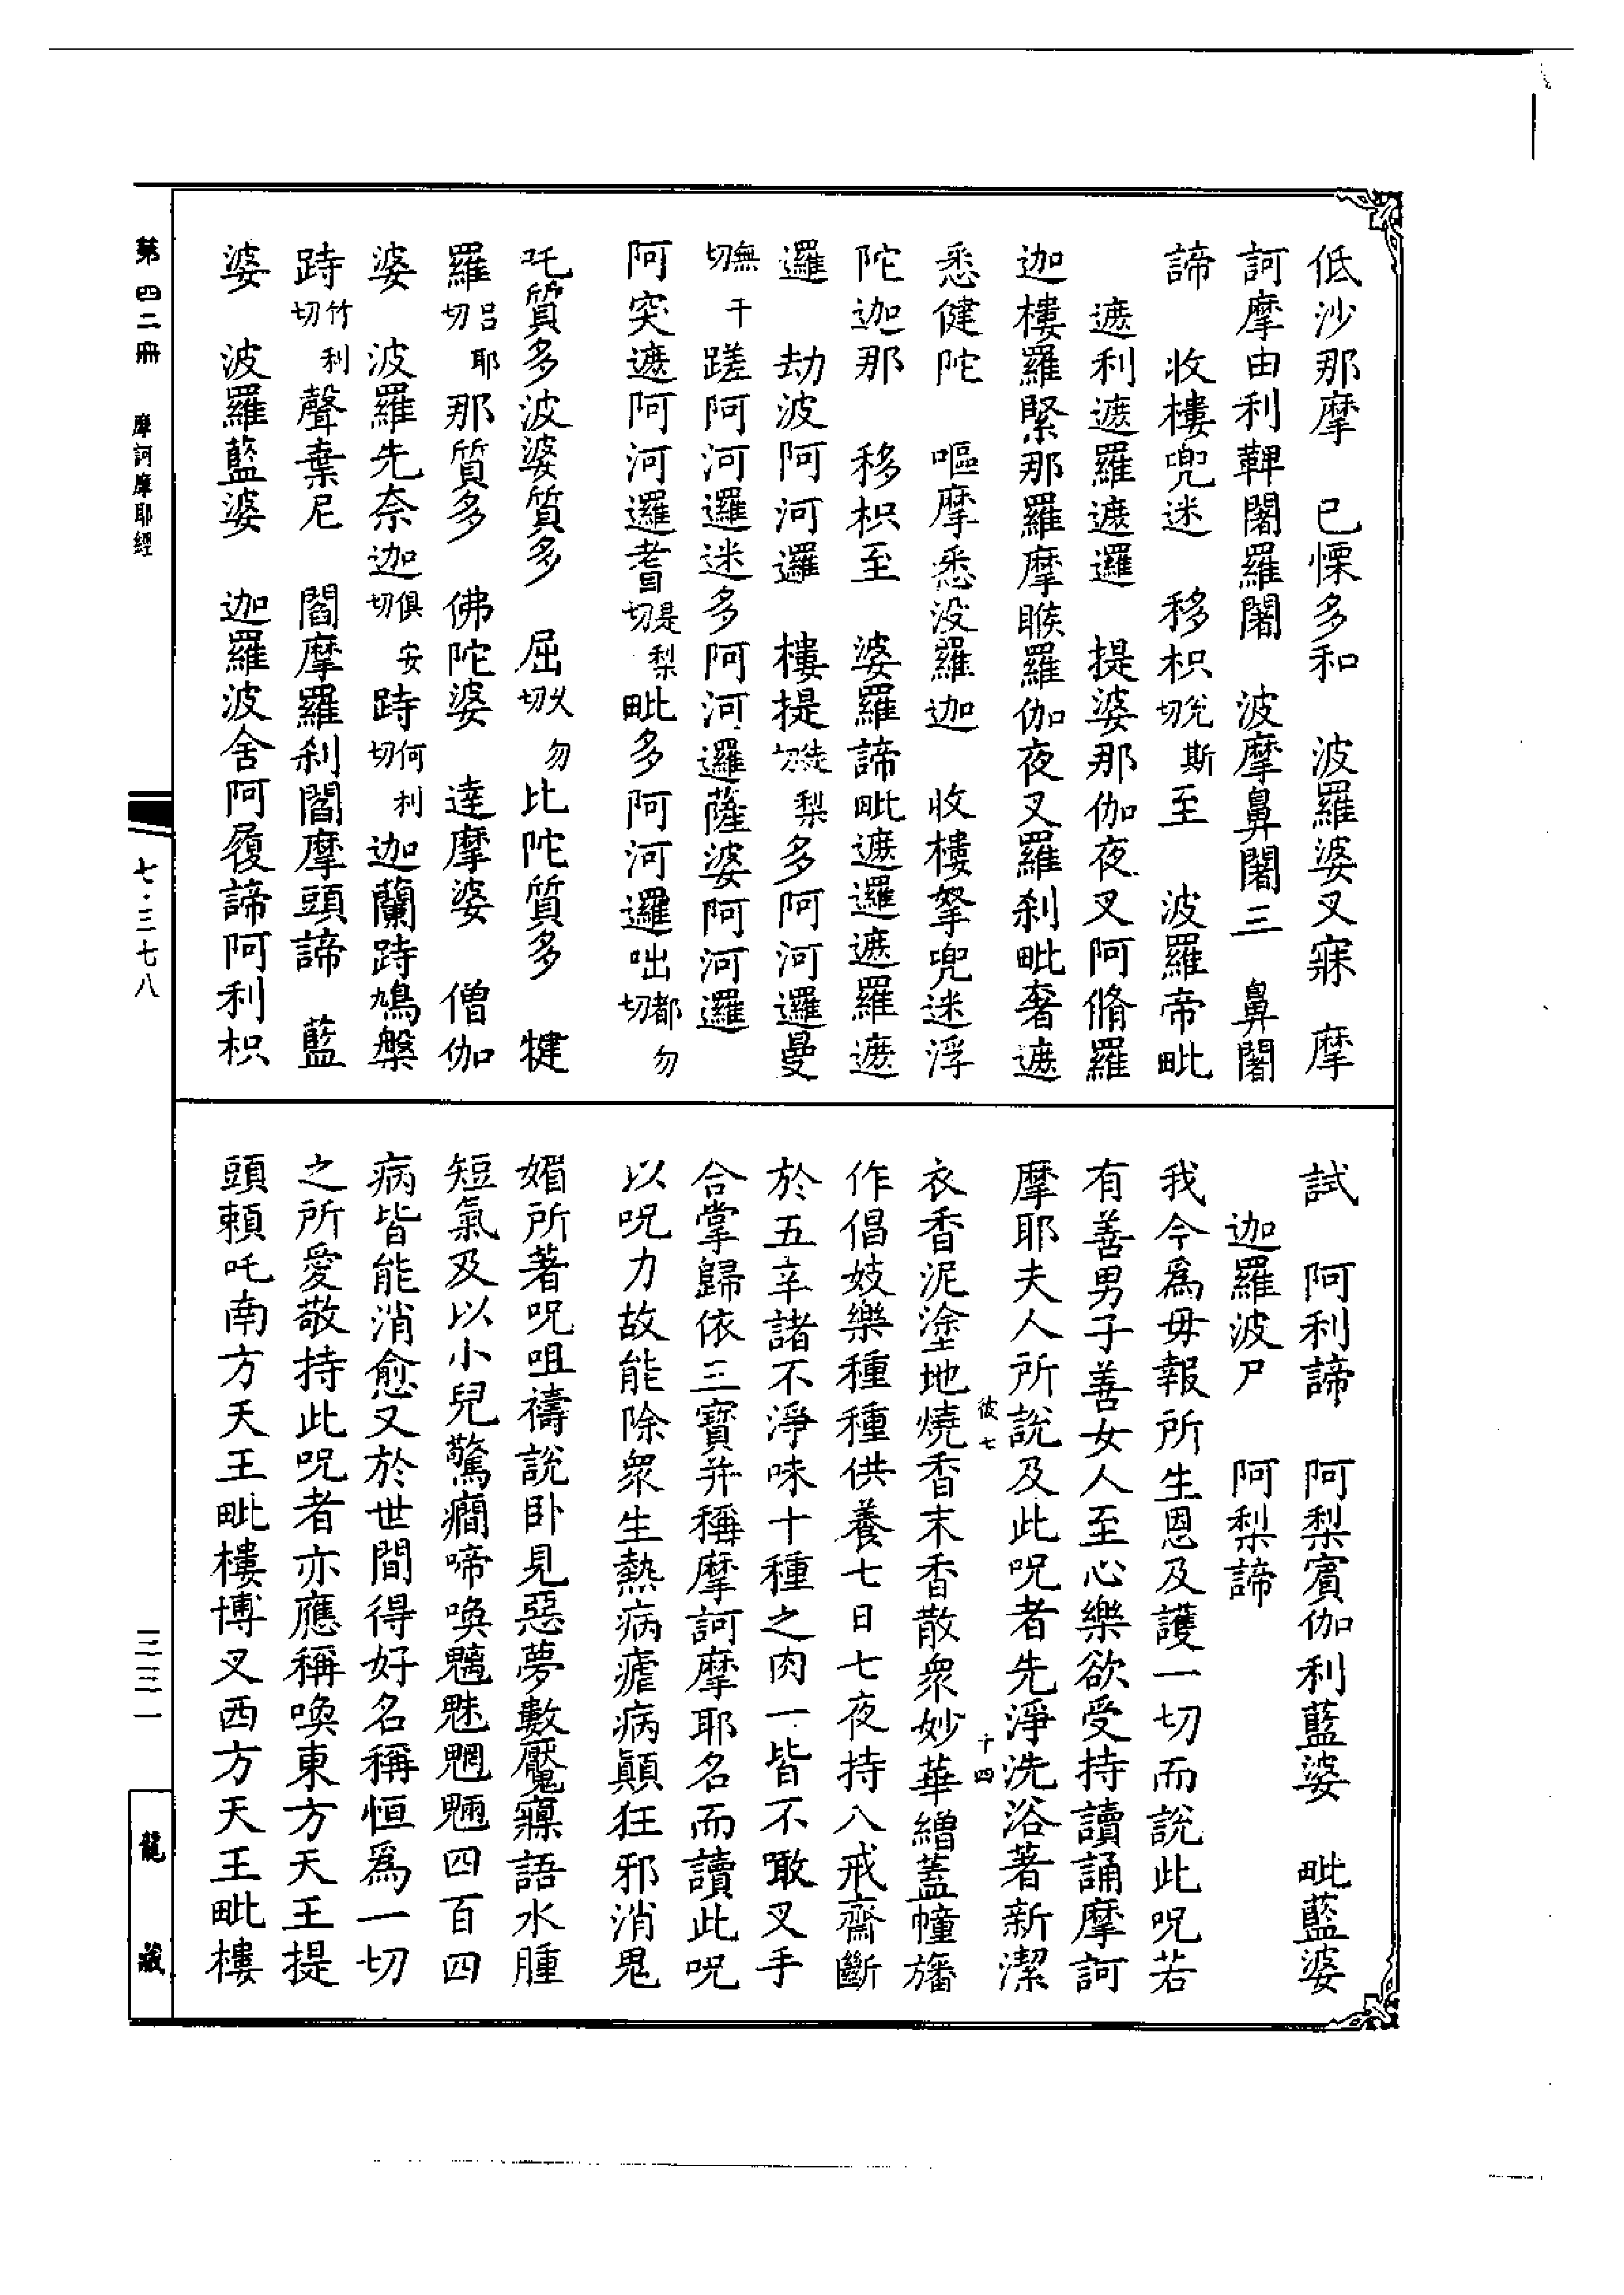 低沙那摩　已慄多和　波羅婆叉寐　摩
訶摩由利鞞闍羅闍　波摩鼻闍三　鼻闍
諦　收樓兜迷　移枳切兊斯至　波羅帝毗
遮利遮羅遮邏　提婆那伽夜叉阿脩羅
迦樓羅緊那羅摩睺羅伽夜叉羅刹毗奢遮
悉健陀　嘔摩悉沒羅迦　收樓拏兜迷浮
陀迦那　移枳至　婆羅諦毗遮邏遮羅遮
邏　劫波阿河邏　樓提切徒梨多阿河邏曼
切無干蹉阿河邏迷多阿河邏薩婆阿河邏
阿突遮阿河邏耆切是梨毗多阿河邏咄切都勿
吒質多波婆質多　屈切乂勿比陀質多　犍
羅切呂耶那質多　佛陀婆　達摩婆　僧伽
婆　波羅先奈迦切俱安跱切何利迦蘭跱鳩槃
跱切竹利聲棄尼　閻摩羅刹閻摩頭諦　藍
婆　波羅藍婆　迦羅波舍阿履諦阿利枳
試　阿利諦　阿梨賓伽利藍婆　毗藍婆
迦羅波尸　阿梨諦
我今爲母報所生恩及護一切而說此呪若
有善男子善女人至心樂欲受持讀誦摩訶
摩耶夫人所說及此呪者先淨洗浴著新潔
彼七　十四
衣香泥塗地燒香末香散衆妙華繒蓋幢旛
作倡妓樂種種供養七日七夜持八戒齋斷
於五辛諸不淨味十種之肉一皆不噉叉手
合掌歸依三寶并稱摩訶摩耶名而讀此呪
以呪力故能除衆生熱病瘧病顛狂邪消鬼
媚所著呪咀禱說卧見惡夢數魘寱語水腫
短氣及以小兒驚癎啼喚魑魅魍魎四百四
病皆能消愈又於世間得好名稱恒爲一切
之所愛敬持此呪者亦應稱喚東方天王提
頭賴吒南方天王毗樓博叉西方天王毗樓
第四二冊　摩訶摩耶經
七·三七八
三三一
龍藏